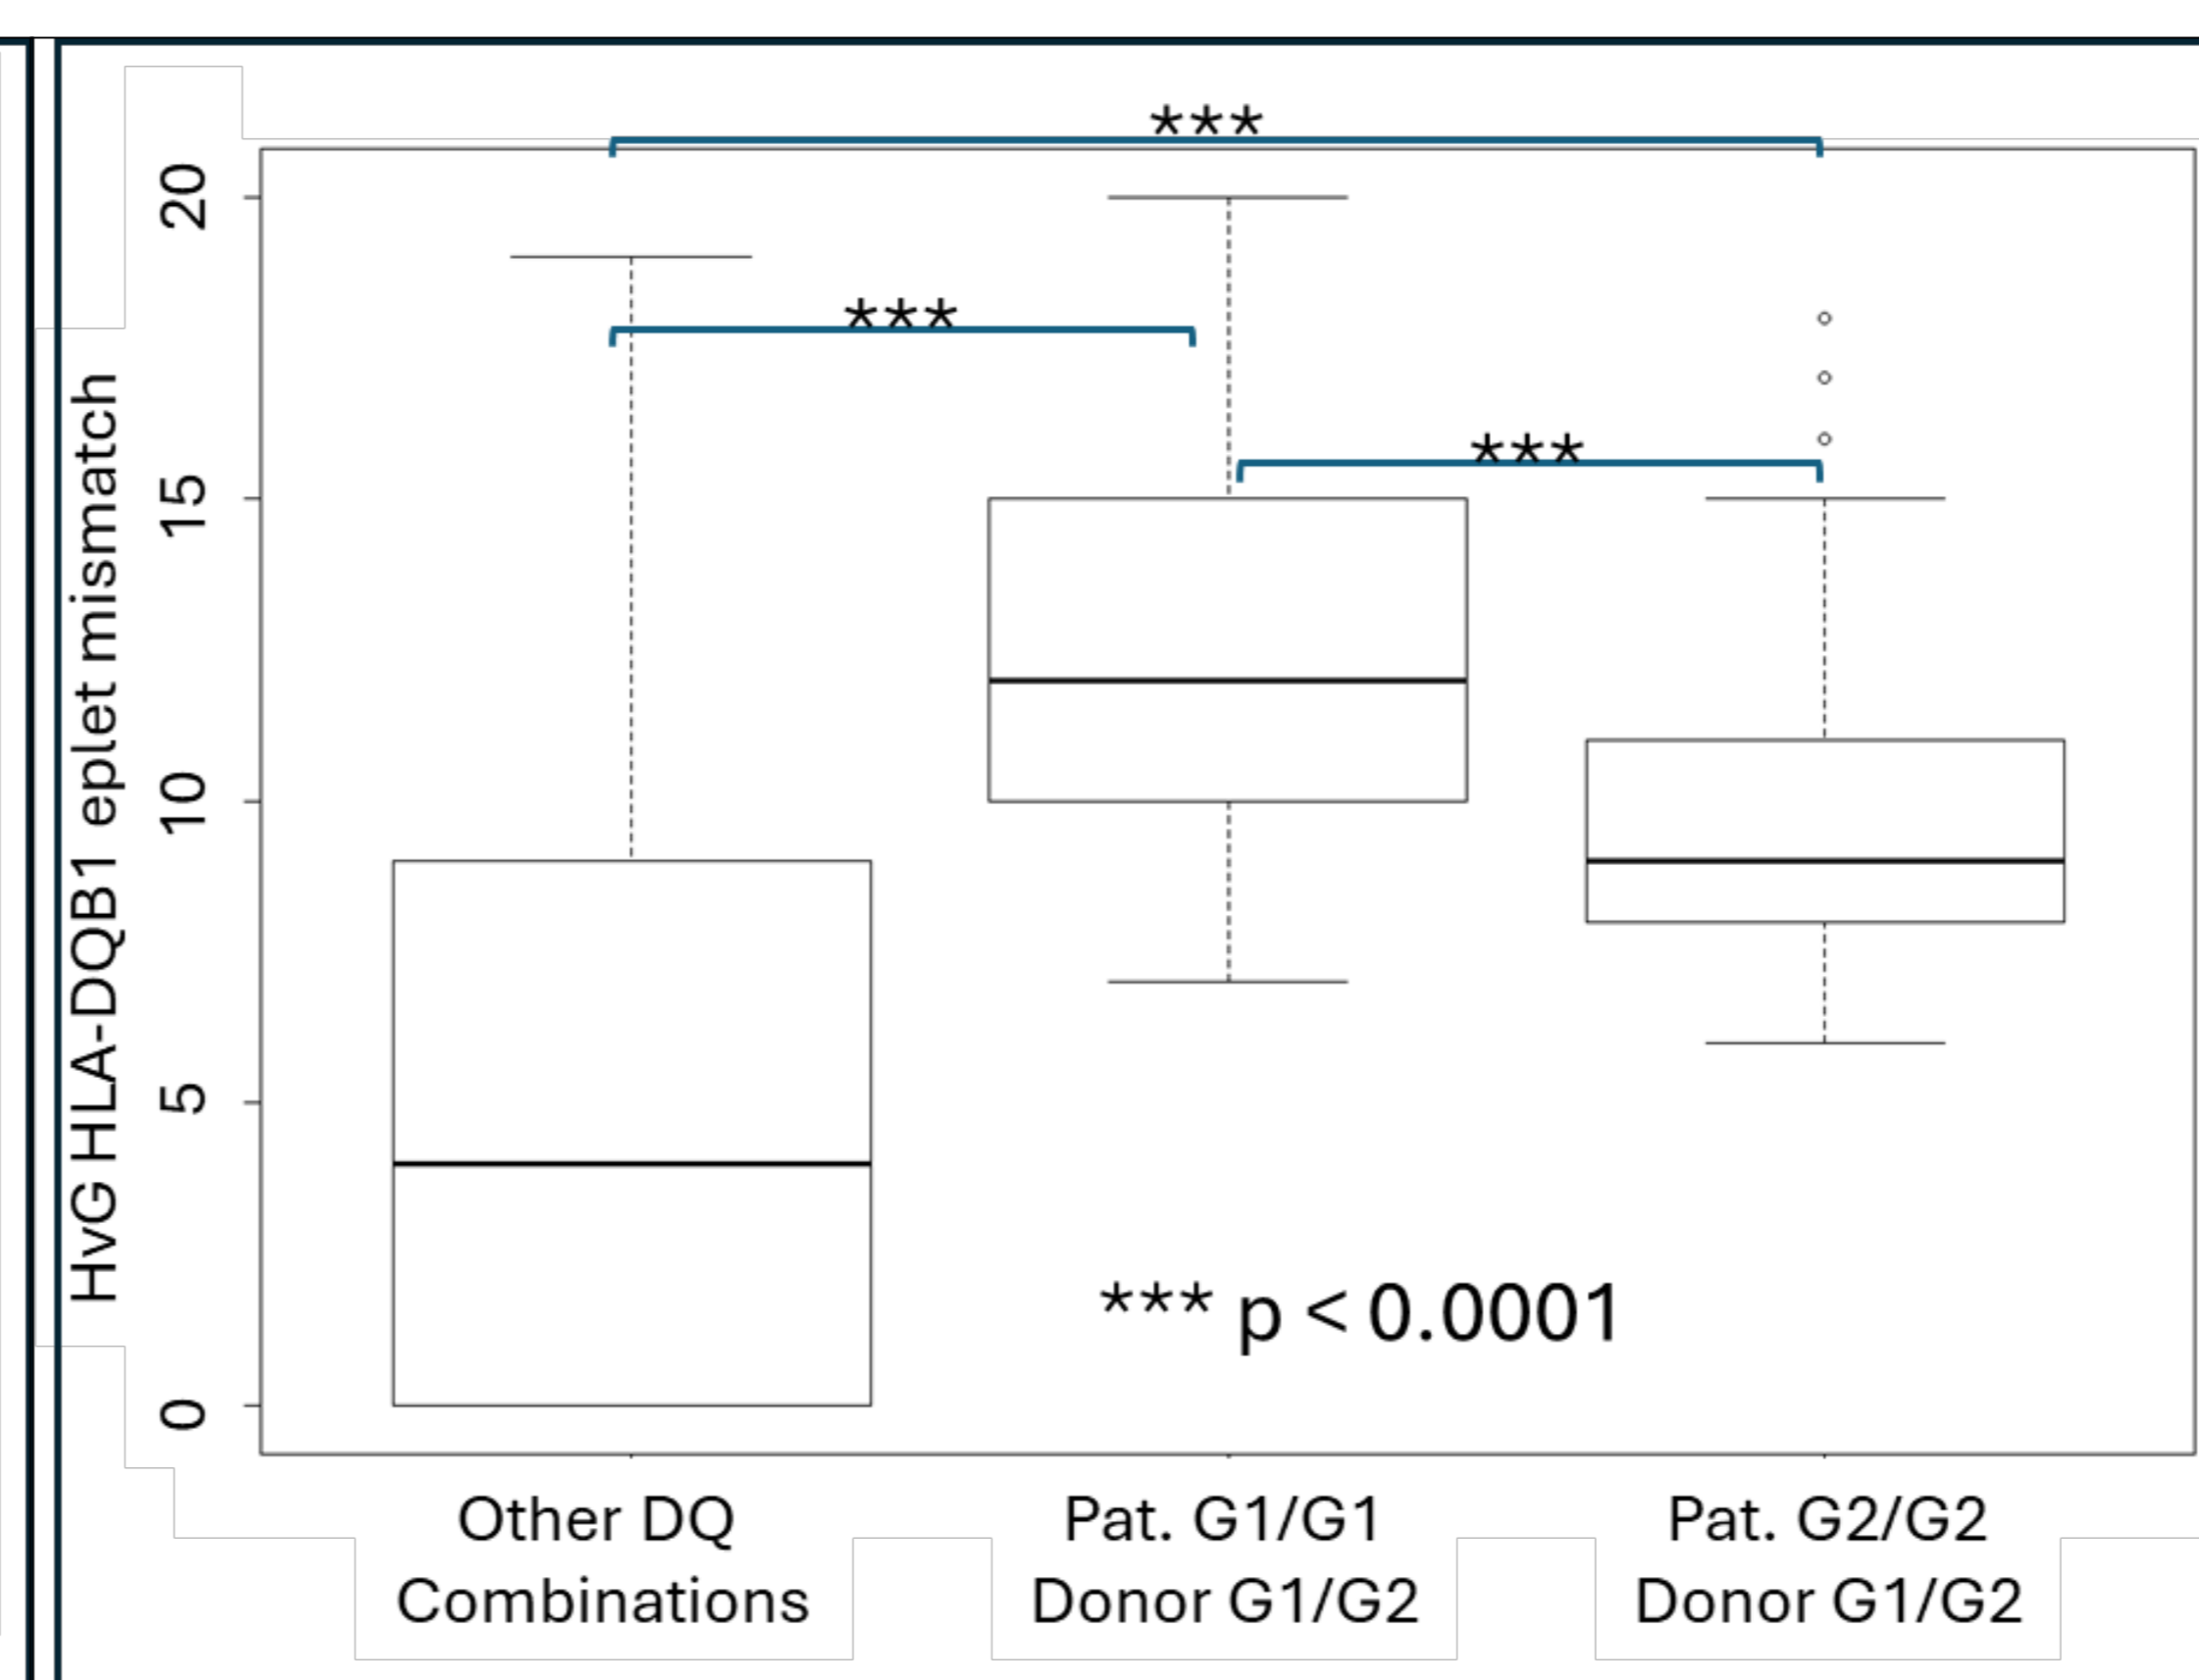 HvG HLA-DQB1 eplet mismatch
20
15
10
5
0
***
***
***
*** p < 0.0001
Other DQ
Combinations
Pat. G1/G1
Donor G1/G2
Pat. G2/G2
Donor G1/G2